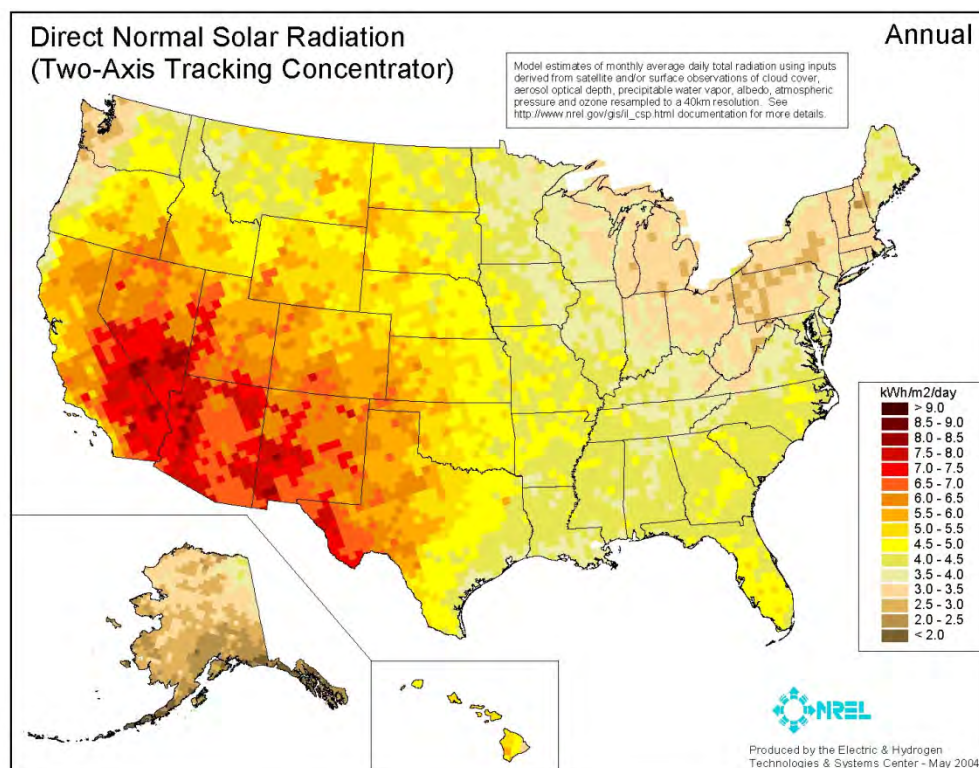 Direct Normal Solar Radiation
(Two-Axis Tracking Concentrator)
Annual
Model estimates of monthly average daily total radiation using inputs
derived from satellite and/or surface observations of cloud cover,
aerosol optical depth, precipitable water vapor, albedo, atmospheric
pressure and ozone resampled to a 40km resolution. See
http://www.nrel.gov/gis/il_csp.html documentation for more details.
kWh/m2/day
> 9.0
8.5 - 9.0
8.0 - 8.5
7.5 - 8.0
7.0 - 7.5
6.5 - 7.0
6.0 - 6.5
5.5 - 6.0
5.0 - 5.5
4.5 - 5.0
4.0 - 4.5
3.5 - 4.0
3.0 - 3.5
2.5 - 3.0
2.0 - 2.5
< 2.0
NREL
Produced by the Electric & Hydrogen
Technologies & Systems Center - May 2004